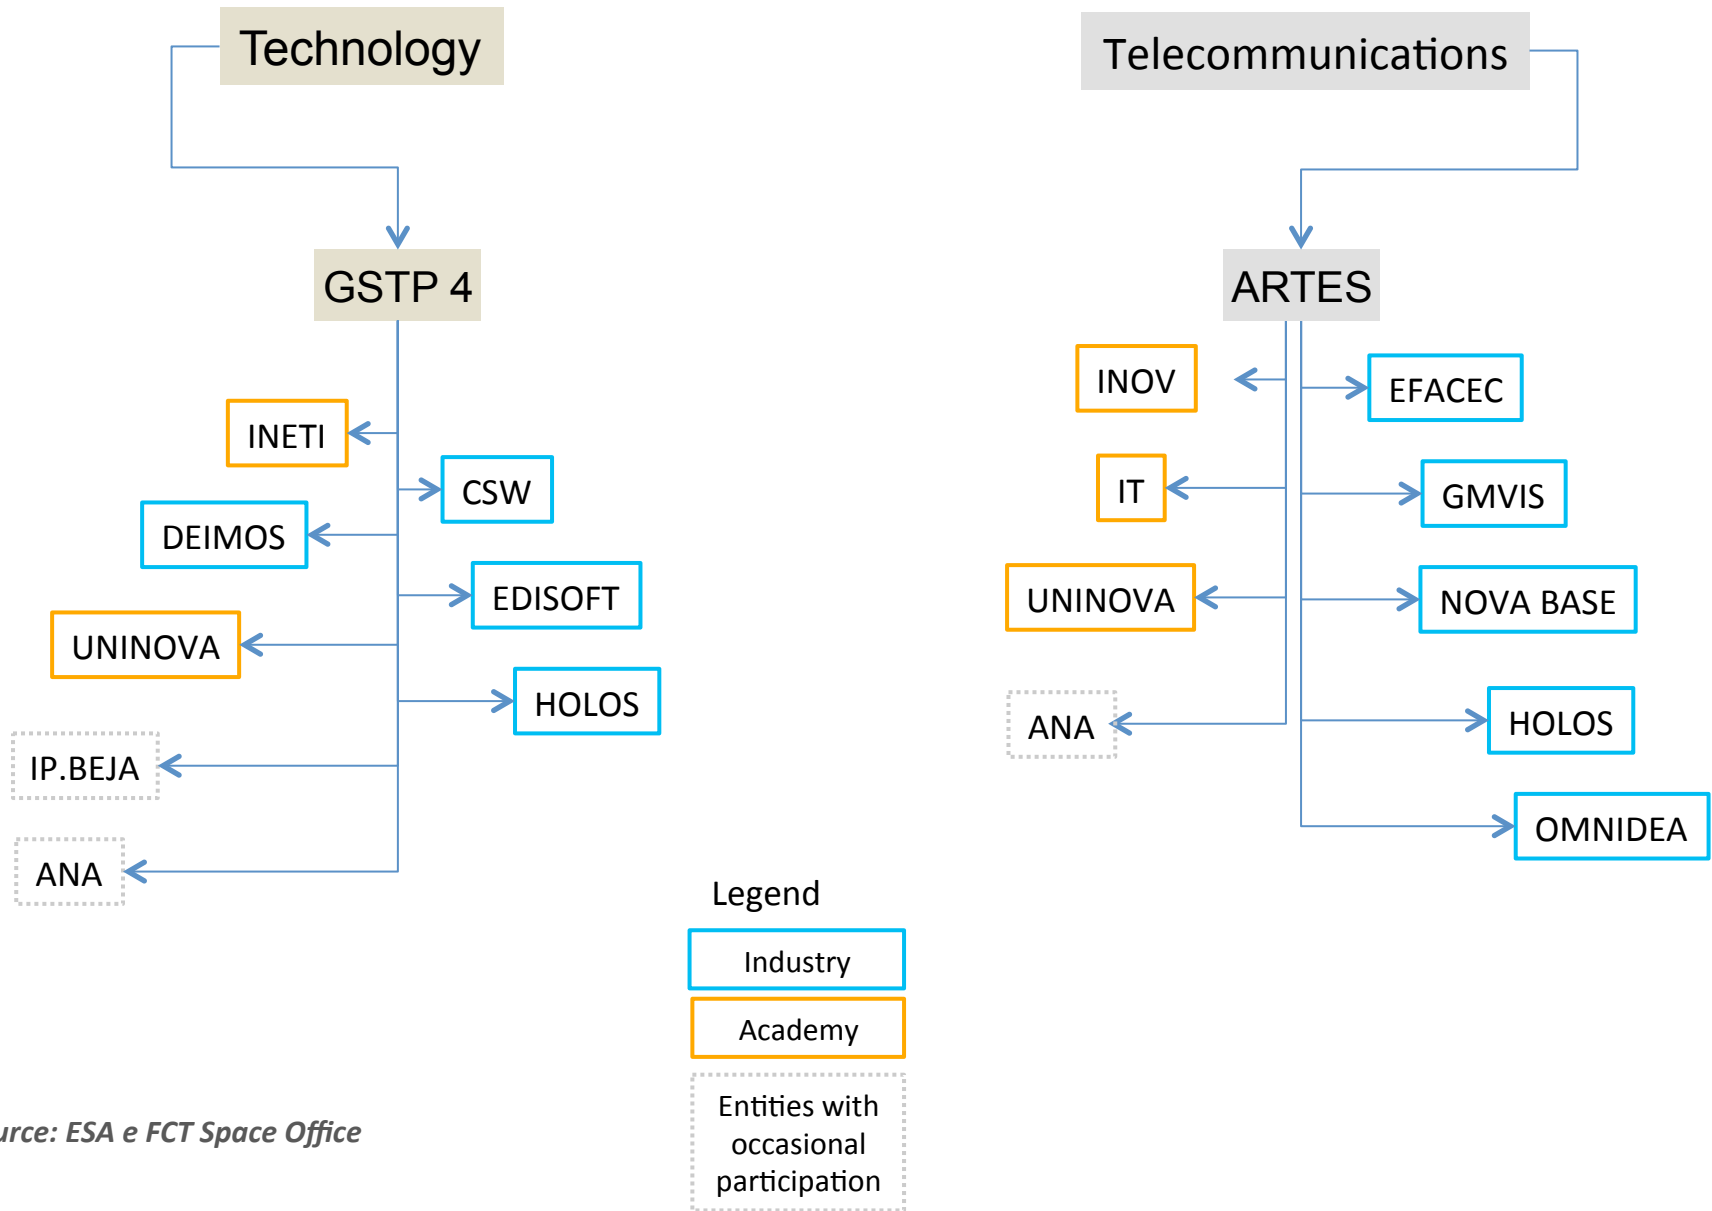 Technology
Telecommunications
GSTP 4
ARTES
INETI
CSW
DEIMOS
EDISOFT
UNINOVA
HOLOS
IP.BEJA
ANA
INOV
EFACEC
IT
GMVIS
UNINOVA
NOVA BASE
ANA
HOLOS
OMNIDEA
Legend
Industry
Academy
Entities with
occasional
participation
urce: ESA e FCT Space Office